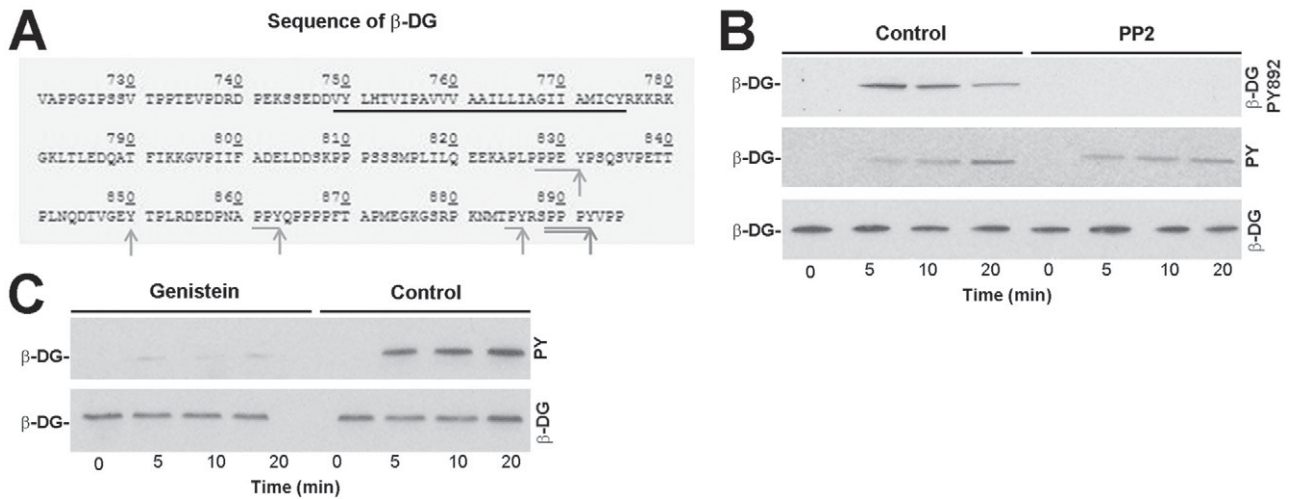 A
Sequence of β-DG
730 740 750 760 770 780
VAPPGIPSSV TPPTEVPDRD PEKSSEDDVY LHTVIPAVVV AAILLIAGII AMICYRKKRK
790 800 810 820 830 840
GKLTLEDQAT FIKKGVPIIF ADELDDSKPP PSSSMPLILQ EEKAPLPPPE YPSQSVPETT
850 860 870 880 890
PLNQDTVGEY TPLRDEDPNA PPYQPPPPFT APMEGKGSRP KNMTPYRSPP PYVPP
B
Control PP2
β-DG-
β-DG PY892
β-DG-
PY
β-DG-
β-DG
0 5 10 20 0 5 10 20
Time (min)
C
Genistein Control
β-DG-
PY
β-DG-
β-DG
0 5 10 20 0 5 10 20
Time (min)